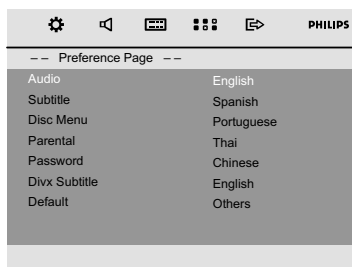 PHILIPS
-- Preference Page --
Audio English
Subtitle Spanish
Disc Menu Portuguese
Parental Thai
Password Chinese
Divx Subtitle English
Default Others